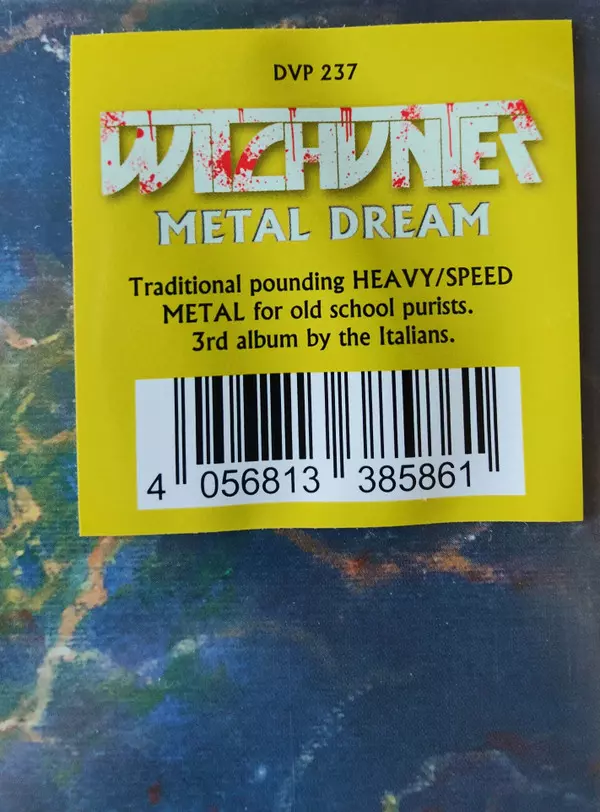 DVP 237
WITCHUNTER
METAL DREAM
Traditional pounding HEAVY/SPEED
METAL for old school purists.
3rd album by the Italians.
4 056813 385861